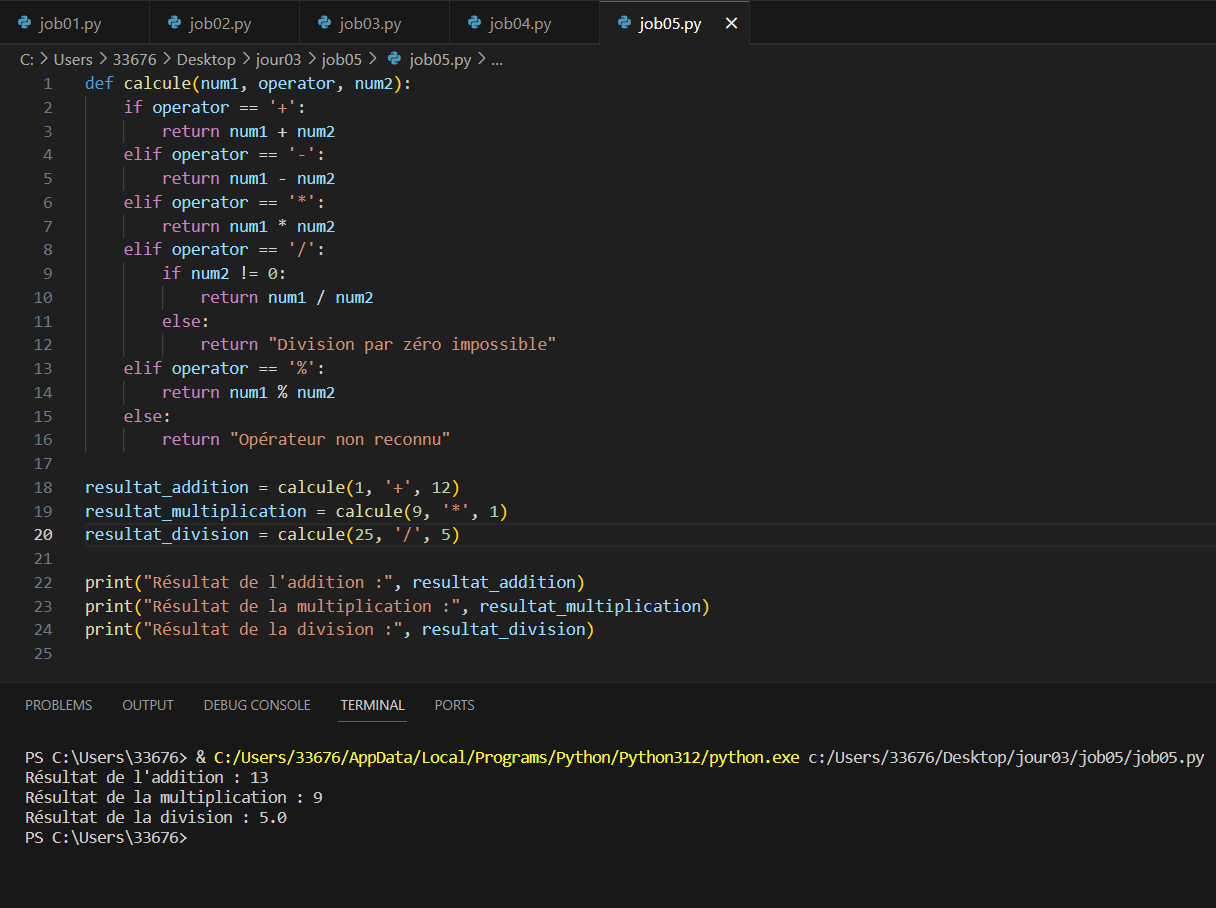 job01.py job02.py job03.py job04.py job05.py ×
C: > Users > 33676 > Desktop > jour03 > job05 > job05.py > ...
1 def calcule(num1, operator, num2):
2     if operator == '+':
3         return num1 + num2
4     elif operator == '-':
5         return num1 - num2
6     elif operator == '*':
7         return num1 * num2
8     elif operator == '/':
9         if num2 != 0:
10             return num1 / num2
11         else:
12             return "Division par zéro impossible"
13     elif operator == '%':
14         return num1 % num2
15     else:
16         return "Opérateur non reconnu"
17
18 resultat_addition = calcule(1, '+', 12)
19 resultat_multiplication = calcule(9, '*', 1)
20 resultat_division = calcule(25, '/', 5)
21
22 print("Résultat de l'addition :", resultat_addition)
23 print("Résultat de la multiplication :", resultat_multiplication)
24 print("Résultat de la division :", resultat_division)
25
PROBLEMS OUTPUT DEBUG CONSOLE TERMINAL PORTS
PS C:\Users\33676> & C:/Users/33676/AppData/Local/Programs/Python/Python312/python.exe c:/Users/33676/Desktop/jour03/job05/job05.py
Résultat de l'addition : 13
Résultat de la multiplication : 9
Résultat de la division : 5.0
PS C:\Users\33676>